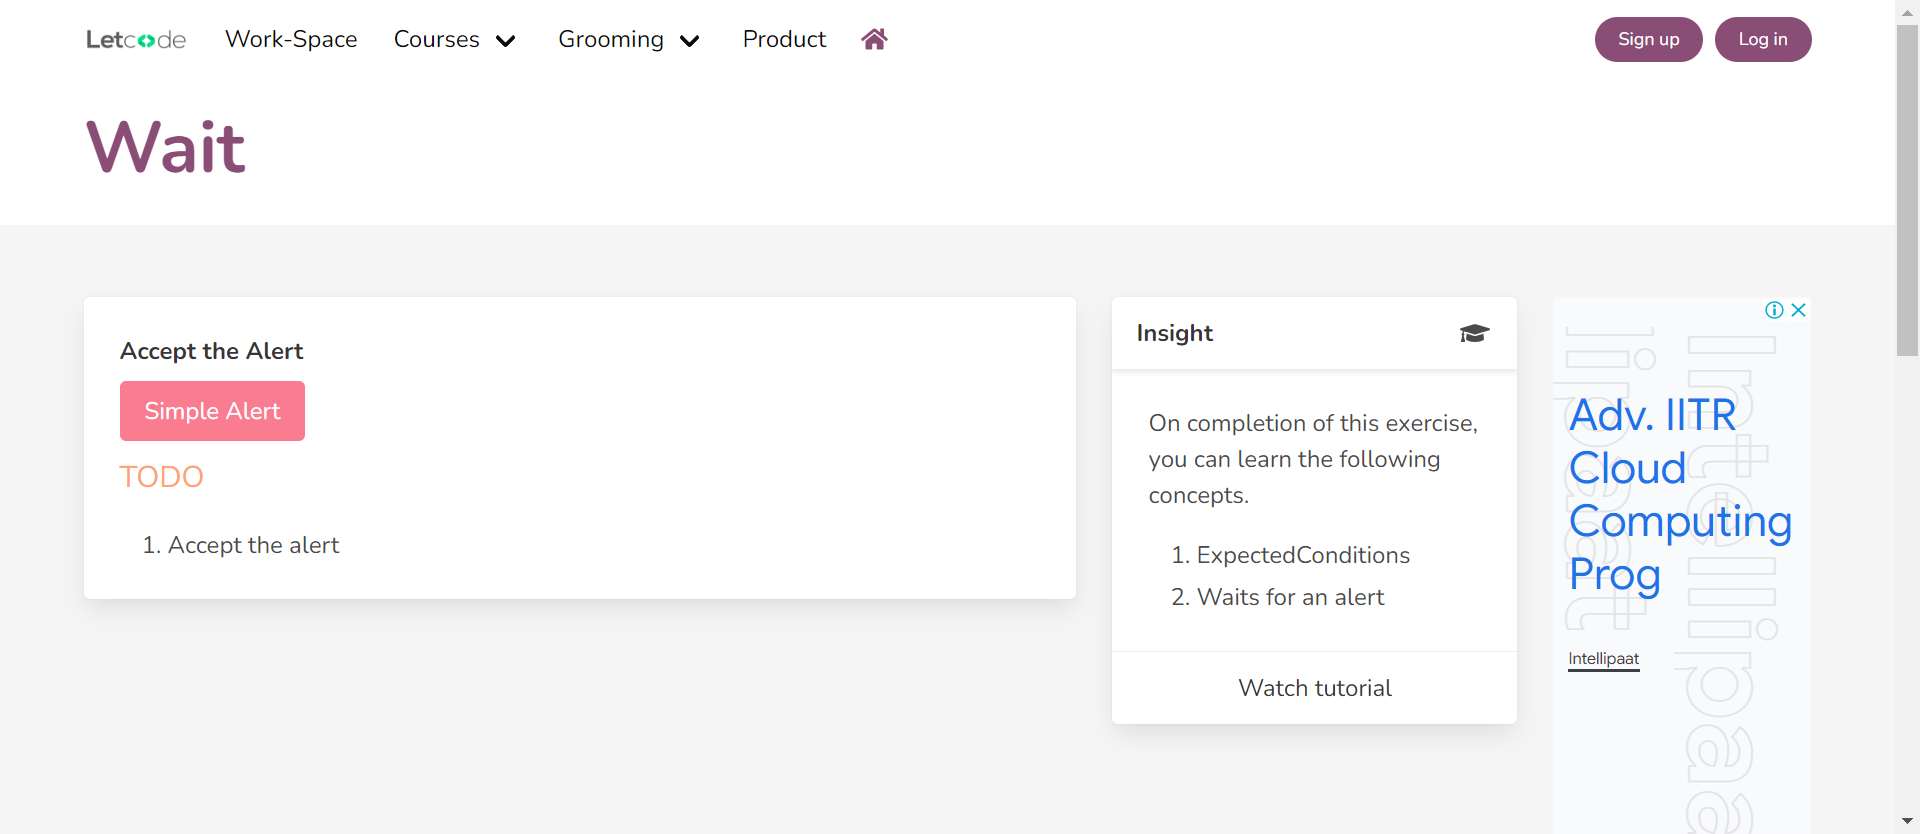 Letcode Work-Space Courses Grooming Product Sign up Log in
Wait
Accept the Alert
Simple Alert
TODO
1. Accept the alert
Insight
On completion of this exercise,
you can learn the following
concepts.
1. ExpectedConditions
2. Waits for an alert
Watch tutorial
Adv. IITR
Cloud
Computing
Prog
Intellipaat